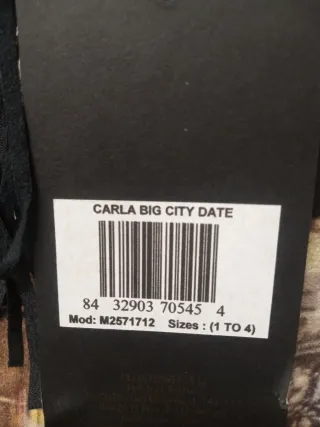 CARLA BIG CITY DATE
84 32903 70545 4
Mod: M2571712 Sizes : (1 TO 4)